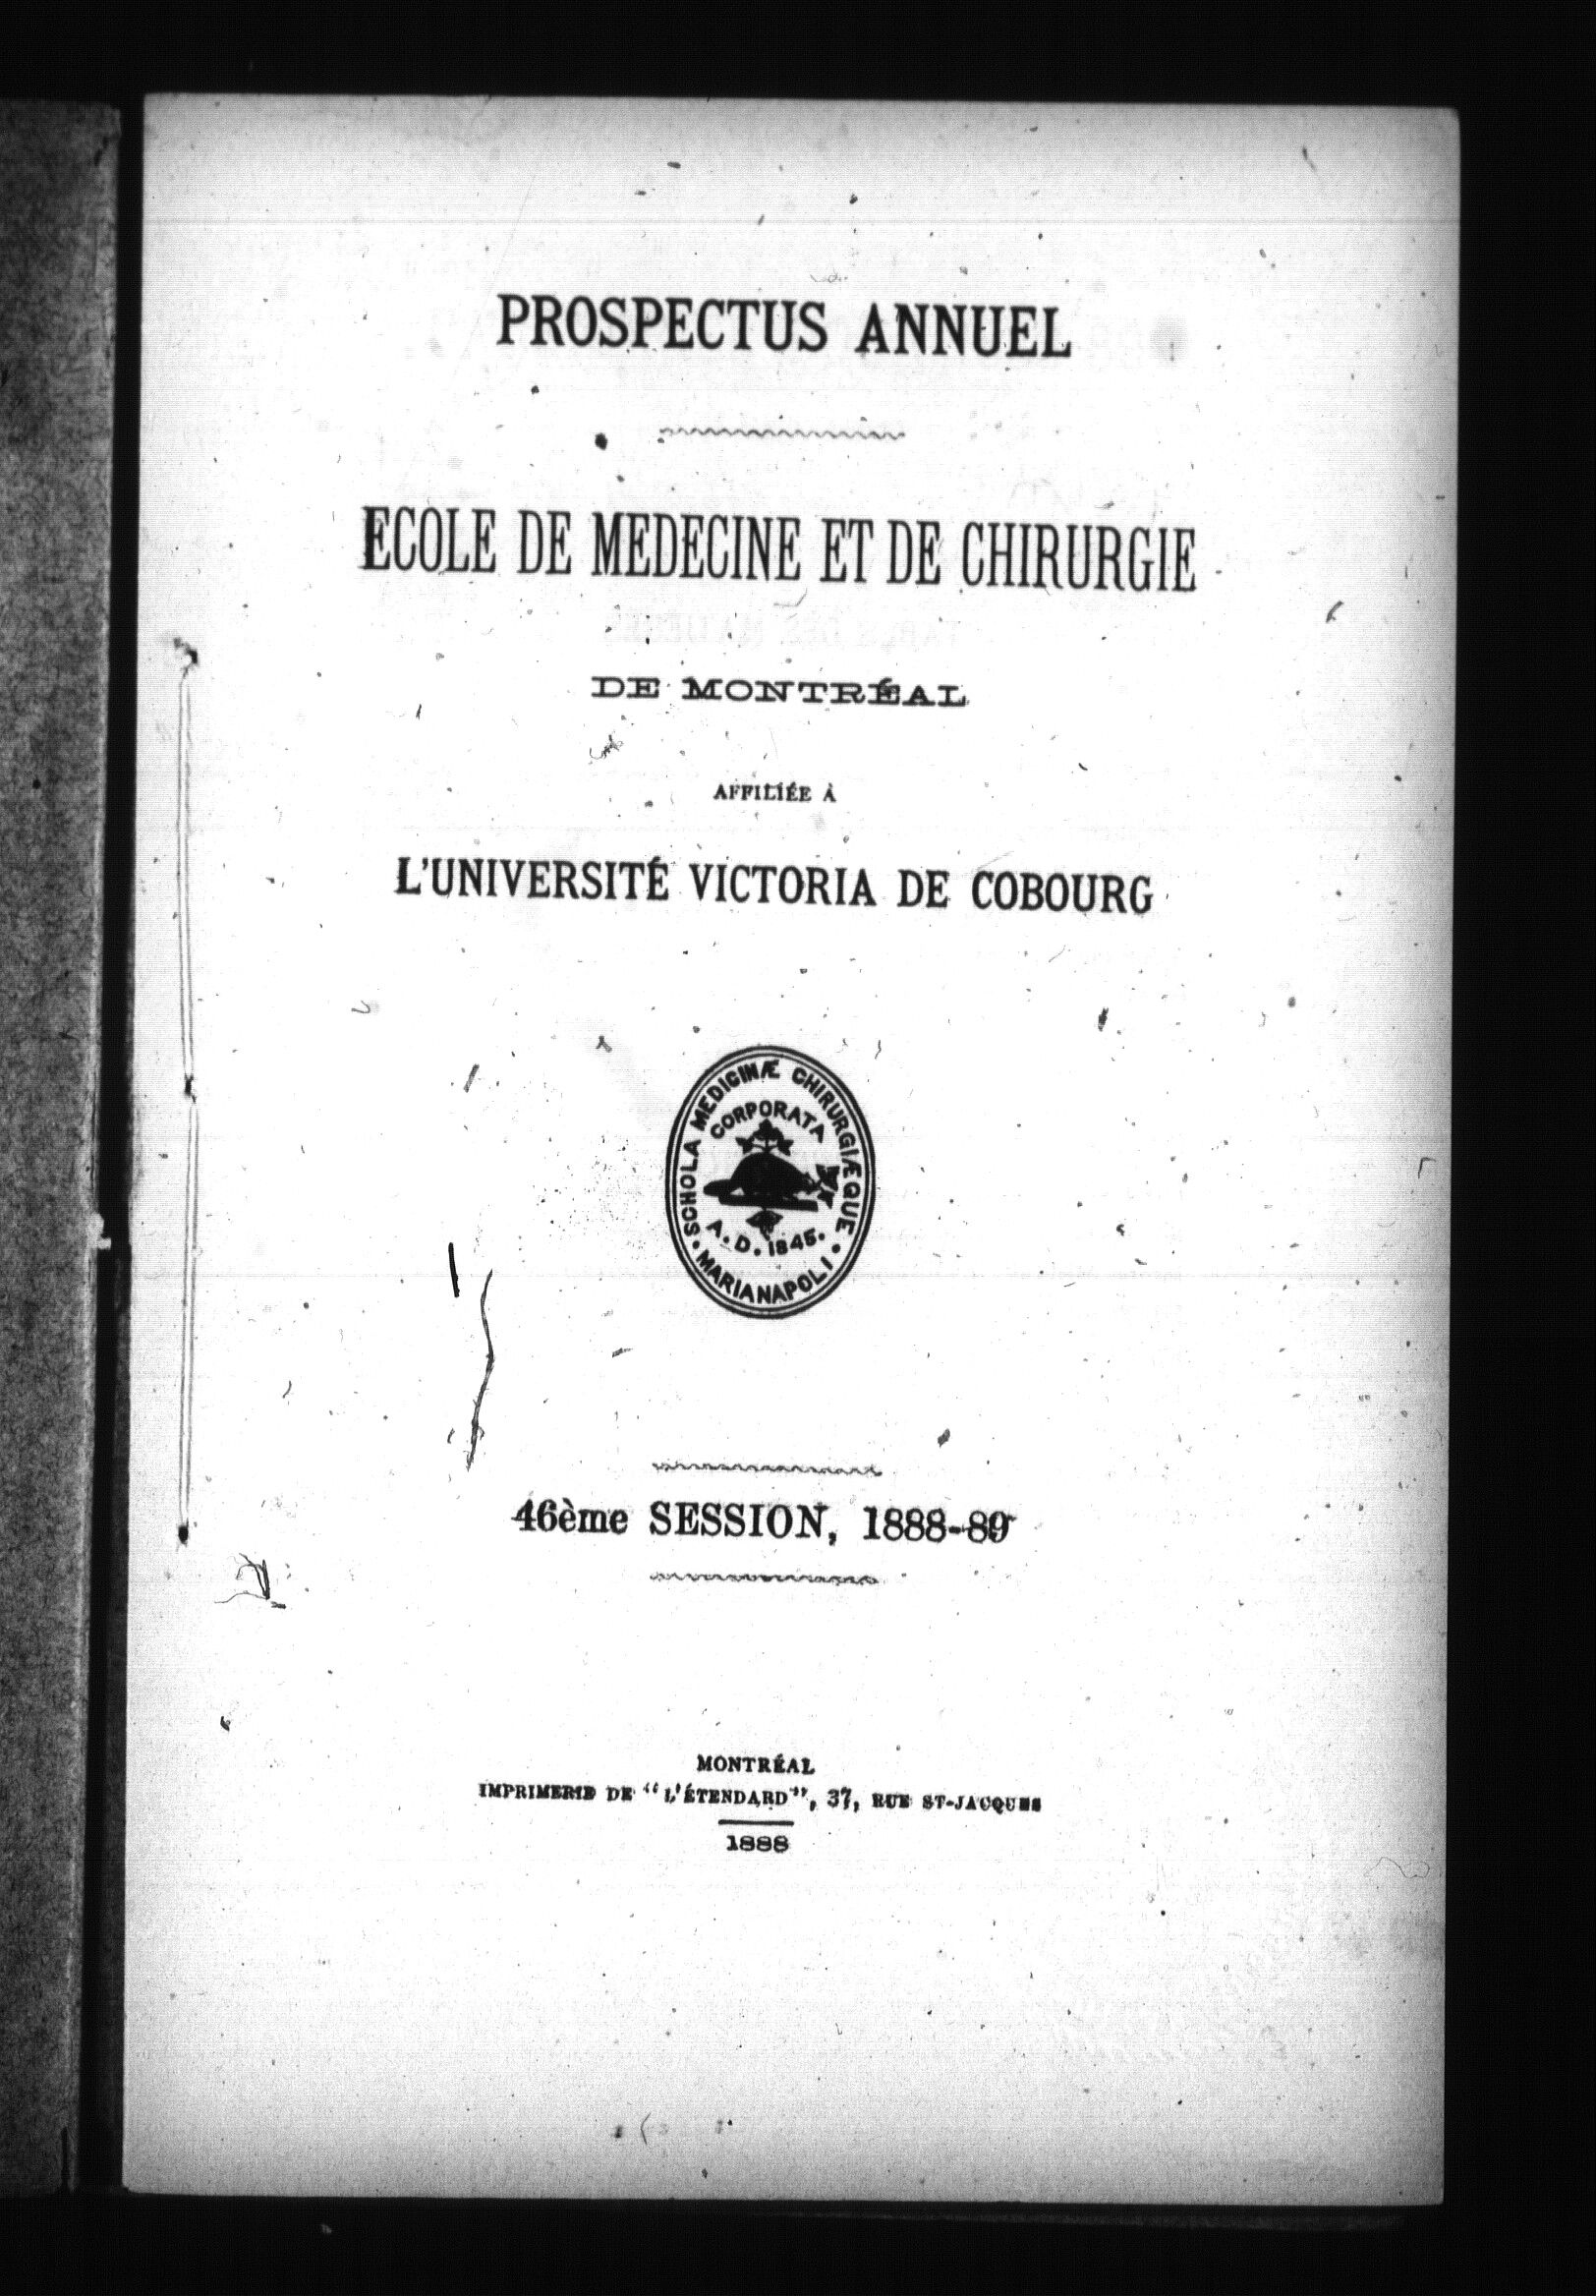 PROSPECTUS ANNUEL
ECOLE DE MEDECINE ET DE CHIRURGIE
DE MONTRÉAL
AFFILIÉE À
L'UNIVERSITÉ VICTORIA DE COBOURG
SCHOLA MEDICINÆ CHIRURGIÆQUE
CORPORATA
A. D. 1845.
MARIANAPOLI
46ème SESSION, 1888-89
MONTRÉAL
IMPRIMERIE DE "L'ÉTENDARD", 37, RUE ST-JACQUES
1888